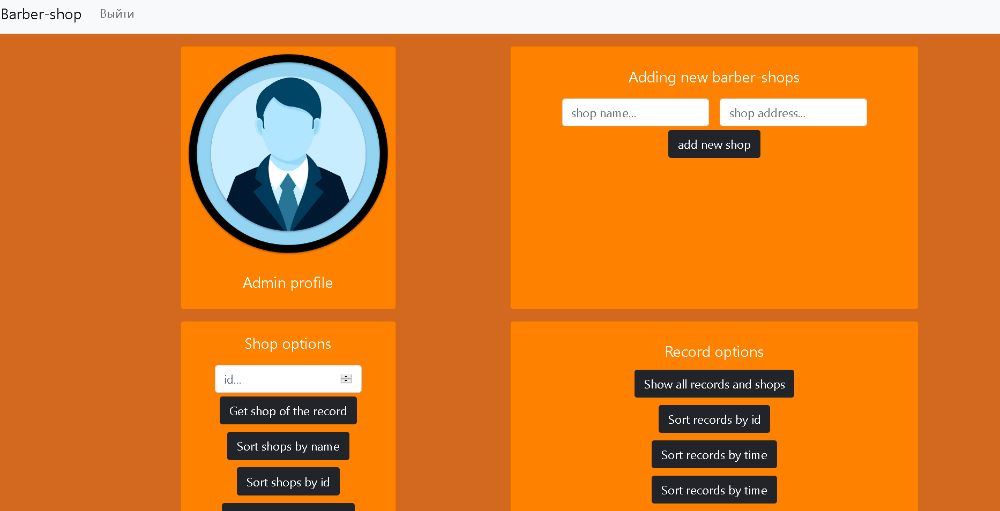 Barber-shop Выйти
Admin profile
Adding new barber-shops
shop name... shop address...
add new shop
Shop options
id...
Get shop of the record
Sort shops by name
Sort shops by id
Record options
Show all records and shops
Sort records by id
Sort records by time
Sort records by time